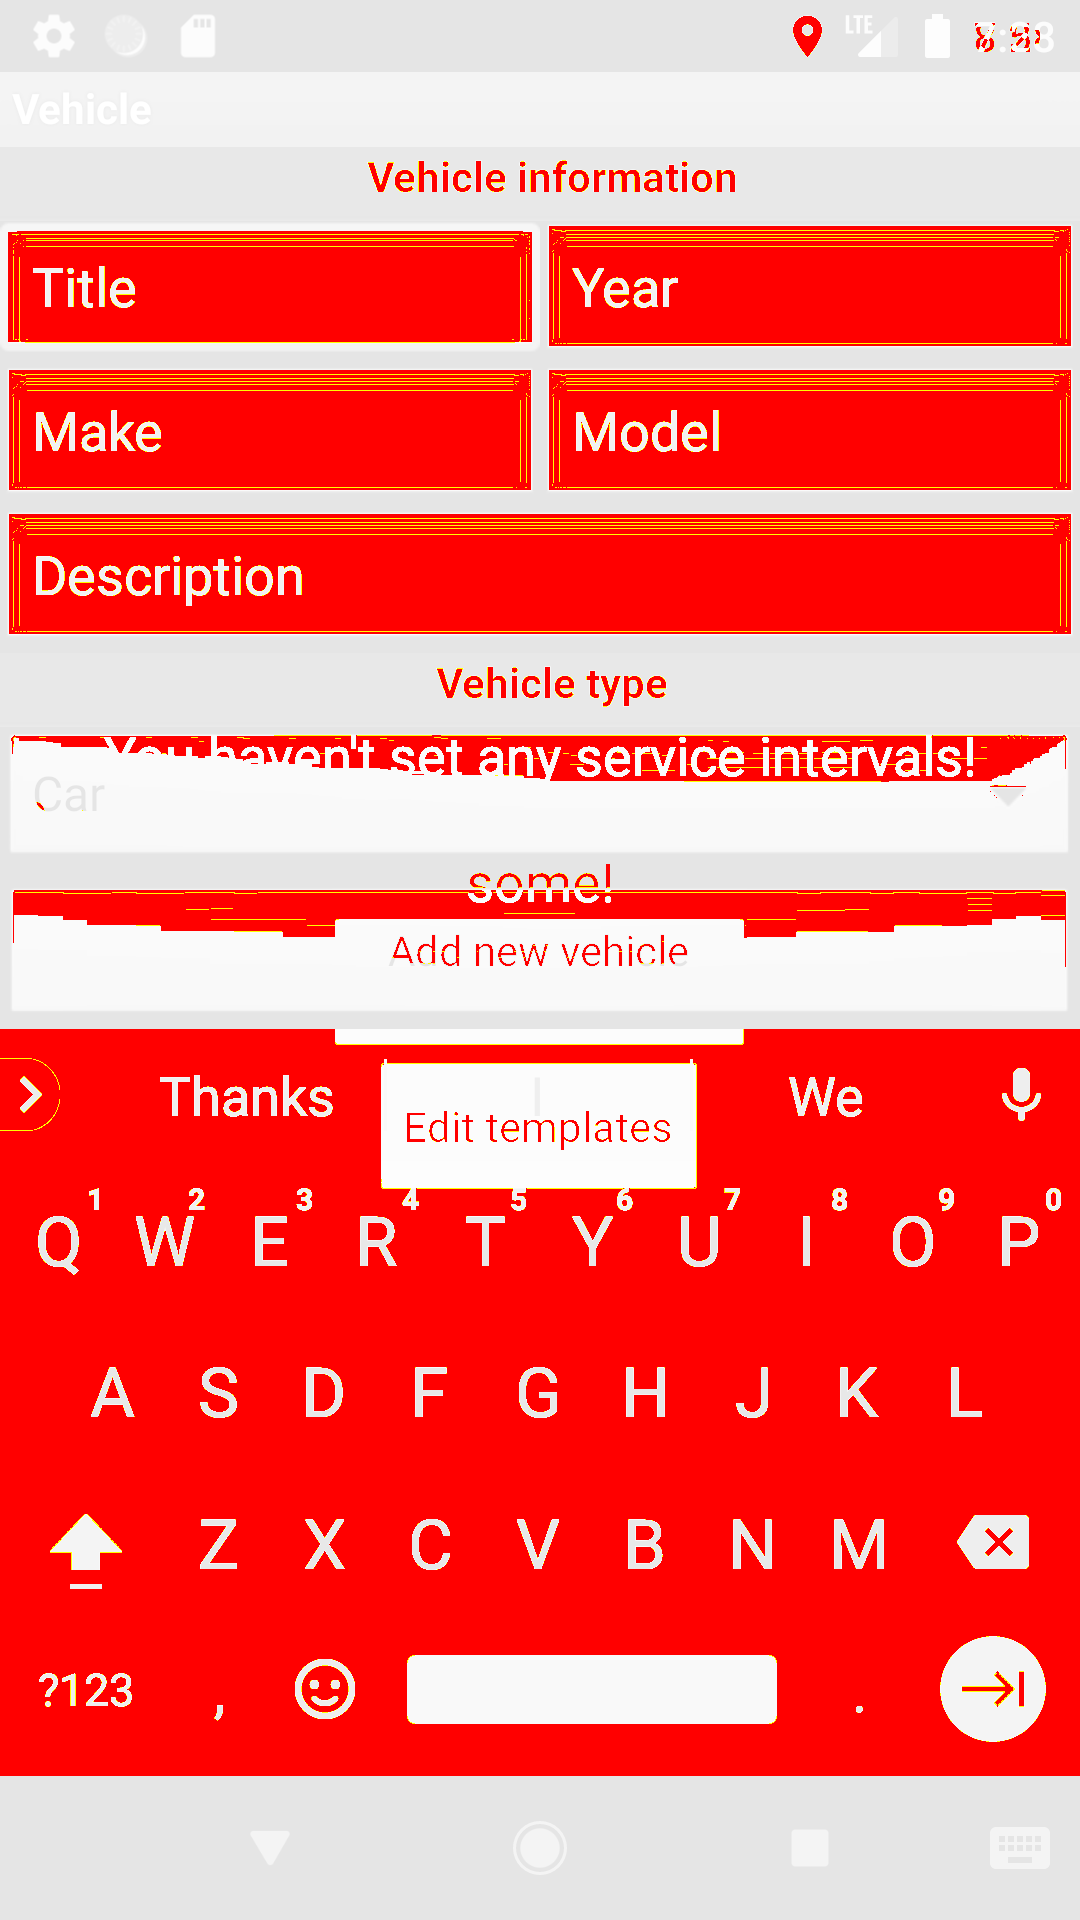 LTE
Vehicle
Vehicle information
Title Year
Make Model
Description
Vehicle type
You haven't set any service intervals!
Car
some!
Add new vehicle
Thanks I We
Edit templates
1 2 3 4 5 6 7 8 9 0
Q W E R T Y U I O P
A S D F G H J K L
Z X C V B N M
?123 , .